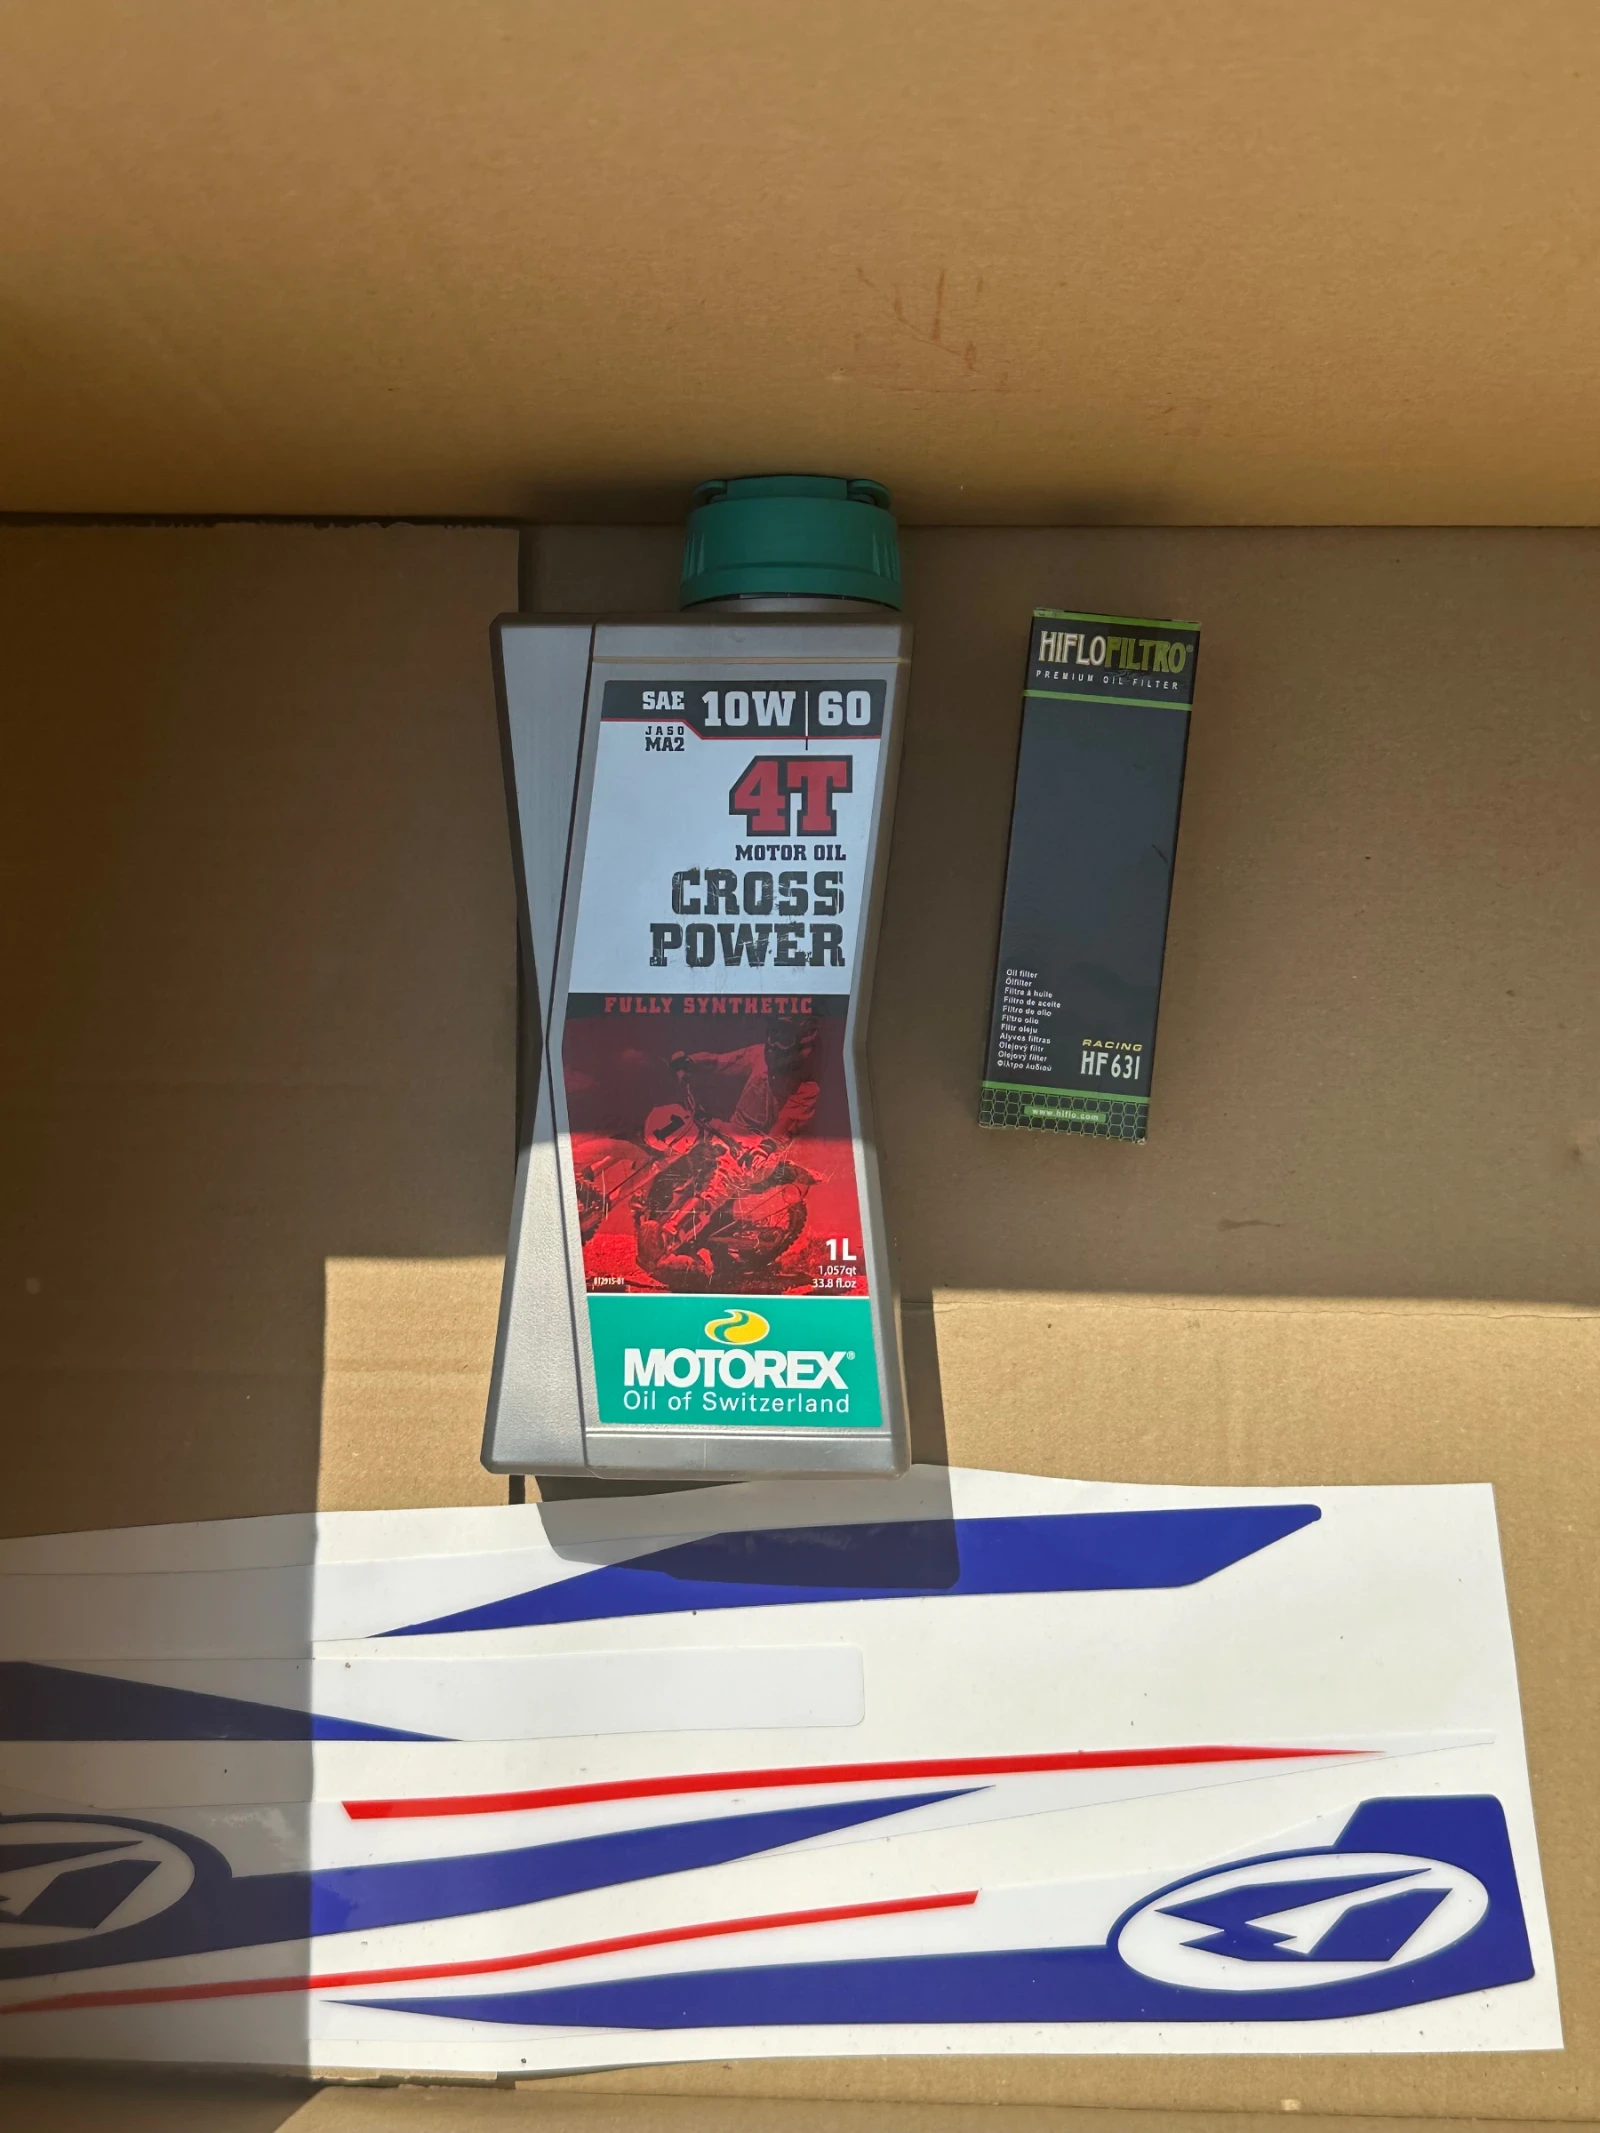 SAE 10W|60
JASO
MA2
4T
MOTOR OIL
CROSS
POWER
FULLY SYNTHETIC
1
1L
1,057qt
33.8 fl.oz
MOTOREX®
Oil of Switzerland
HIFLOFILTRO®
PREMIUM OIL FILTER
Oil filter
Ölfilter
Filtre à huile
Filtro de aceite
Filtro de olio
Filtro olio
Filtr oleju
Alyvos filtras
Olejový filtr
Olejový filter
Φίλτρο λαδιού
RACING
HF631
www.hiflo.com